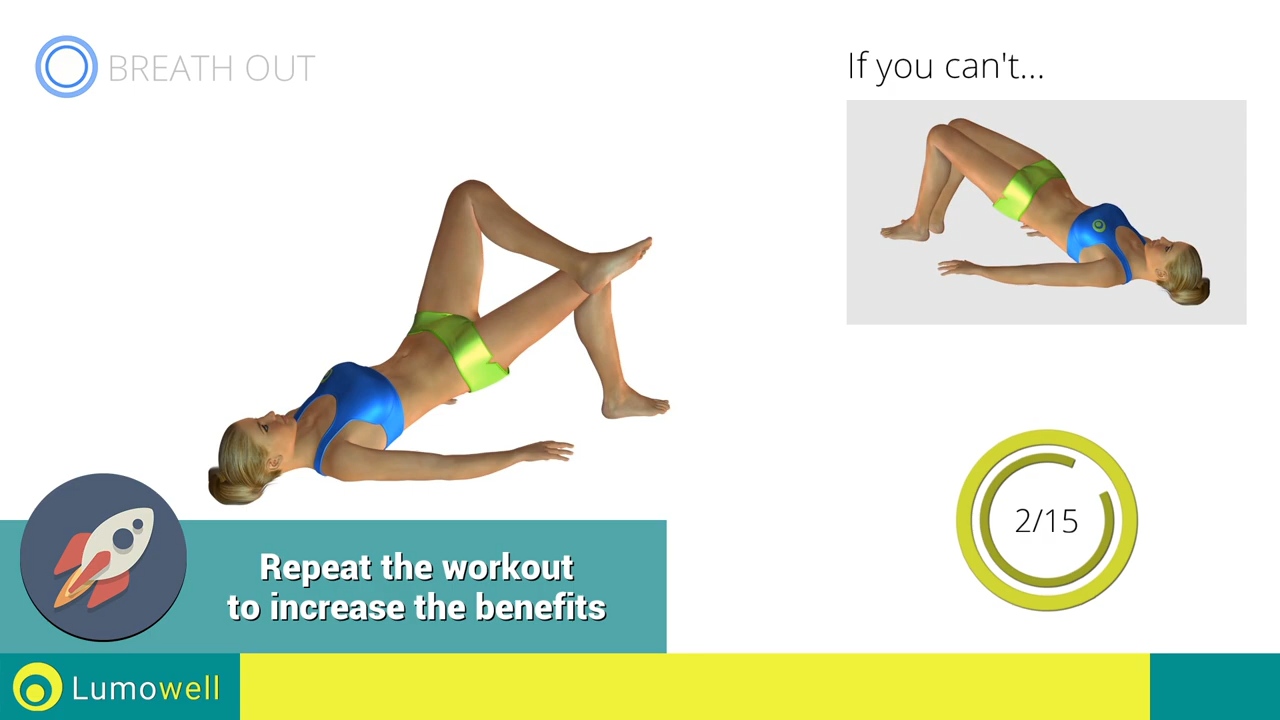 BREATH OUT
If you can't...
2/15
Repeat the workout
to increase the benefits
Lumowell